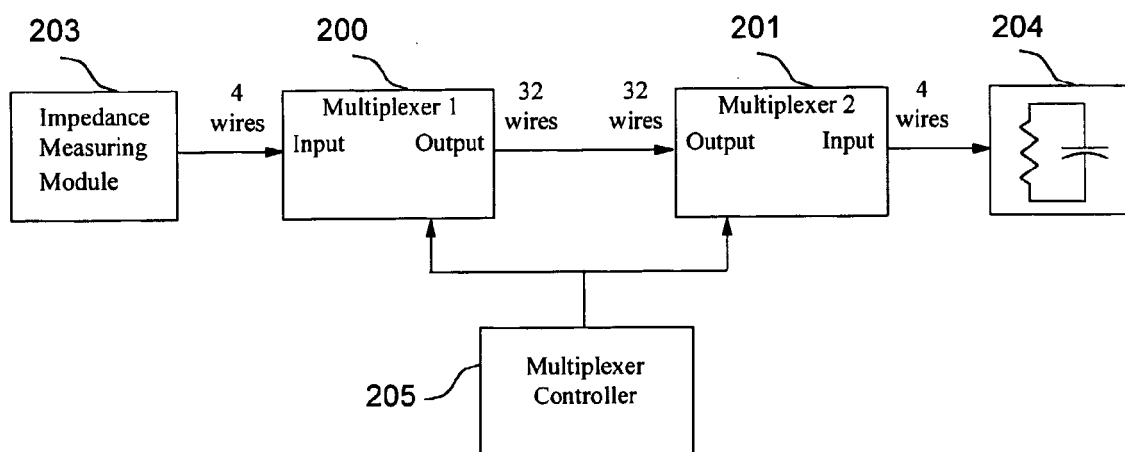 203
200
201
204
Impedance
Measuring
Module
4
wires
Multiplexer 1
Input Output
32
wires
32
wires
Multiplexer 2
Output Input
4
wires
205
Multiplexer
Controller